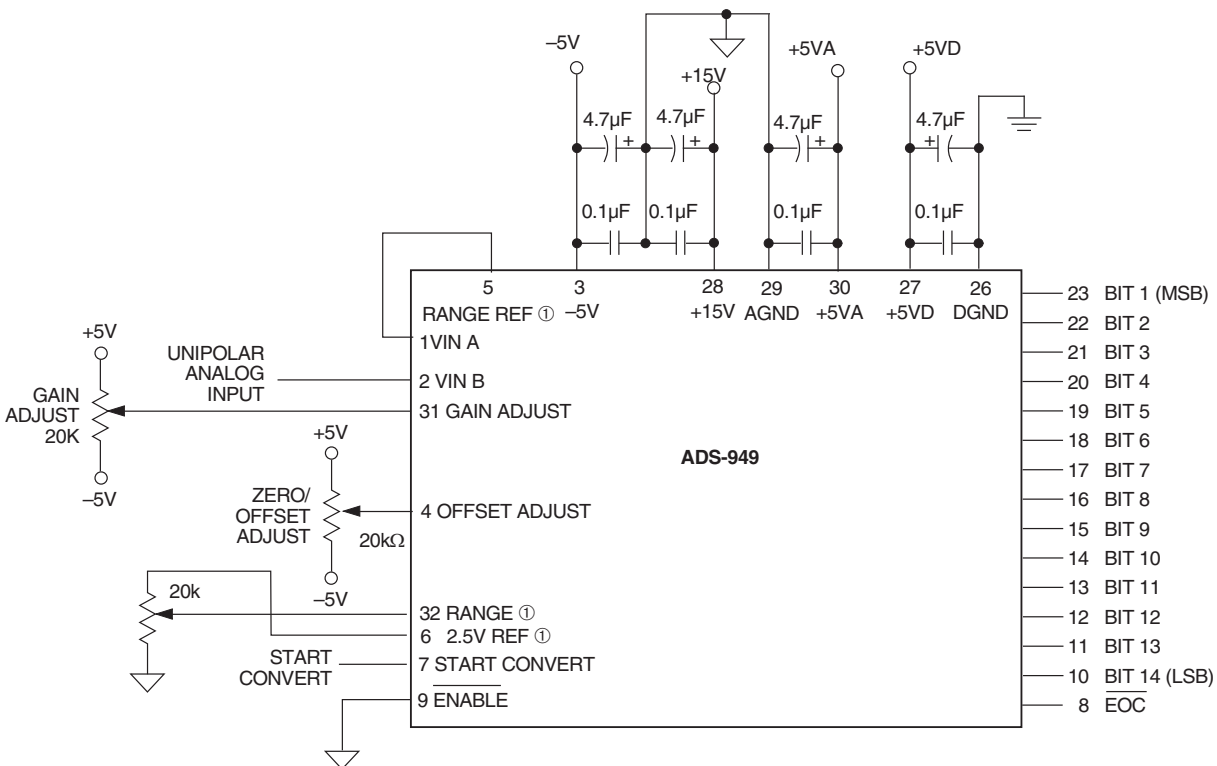 –5V
+15V
+5VA
+5VD
4.7µF
+
4.7µF
+
4.7µF
+
4.7µF
+
0.1µF
0.1µF
0.1µF
0.1µF
5
RANGE REF ①
3
–5V
28
+15V
29
AGND
30
+5VA
27
+5VD
26
DGND
1VIN A
UNIPOLAR
ANALOG
INPUT
2 VIN B
+5V
GAIN
ADJUST
20K
–5V
31 GAIN ADJUST
+5V
ZERO/
OFFSET
ADJUST
20kΩ
–5V
4 OFFSET ADJUST
20k
32 RANGE ①
6 2.5V REF ①
START
CONVERT
7 START CONVERT
9 ENABLE
ADS-949
23 BIT 1 (MSB)
22 BIT 2
21 BIT 3
20 BIT 4
19 BIT 5
18 BIT 6
17 BIT 7
16 BIT 8
15 BIT 9
14 BIT 10
13 BIT 11
12 BIT 12
11 BIT 13
10 BIT 14 (LSB)
8 EOC